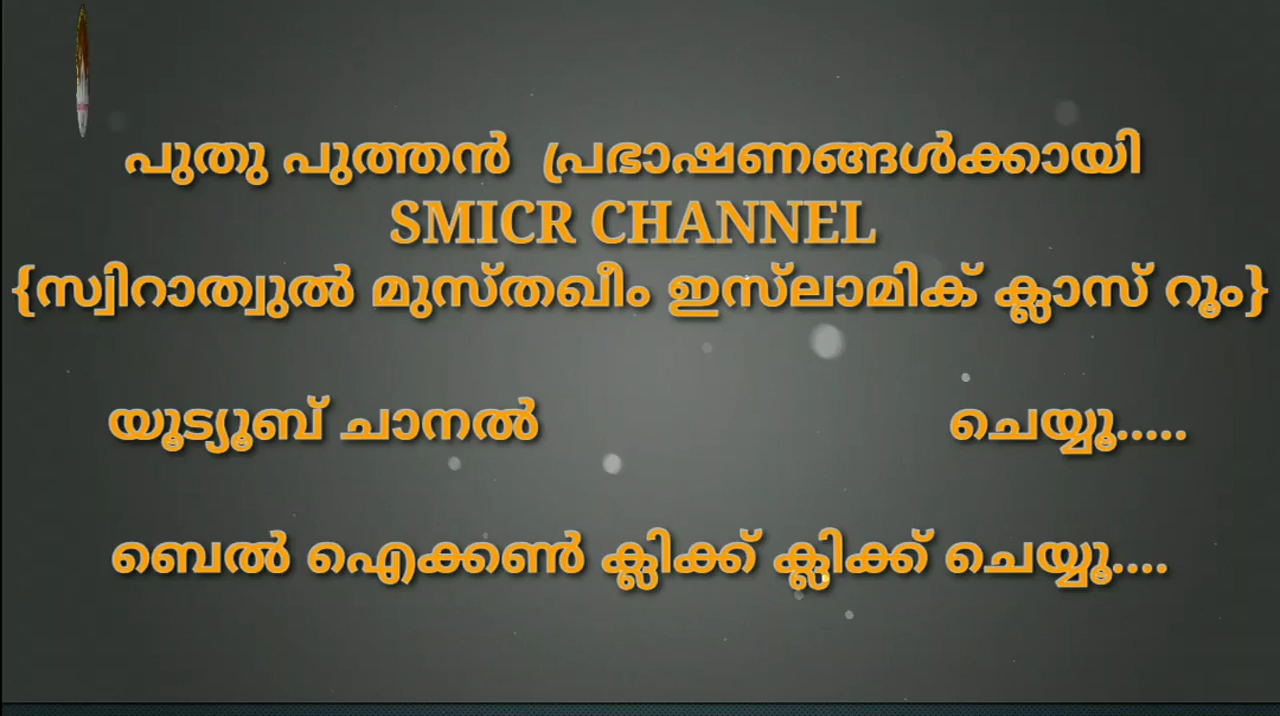 പുതു പുത്തൻ പ്രഭാഷണങ്ങൾക്കായി
SMICR CHANNEL
{സ്വിറാത്വുൽ മുസ്തഖീം ഇസ്‌ലാമിക് ക്ലാസ് റൂം}
യൂട്യൂബ് ചാനൽ ചെയ്യൂ.....
ബെൽ ഐക്കൺ ക്ലിക്ക് ക്ലിക്ക് ചെയ്യൂ....